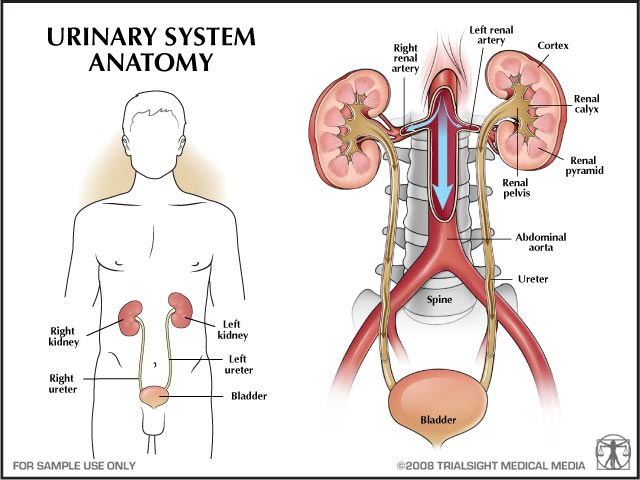 URINARY SYSTEM
ANATOMY
Right
kidney
Left
kidney
Left
ureter
Right
ureter
Bladder
Right
renal
artery
Left renal
artery
Cortex
Renal
calyx
Renal
pyramid
Renal
pelvis
Abdominal
aorta
Ureter
Spine
Bladder
FOR SAMPLE USE ONLY
©2008 TRIALSIGHT MEDICAL MEDIA